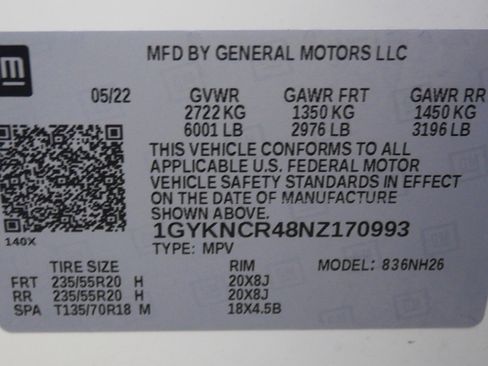 gm
MFD BY GENERAL MOTORS LLC
05/22 GVWR GAWR FRT GAWR RR
2722 KG 1350 KG 1450 KG
6001 LB 2976 LB 3196 LB
THIS VEHICLE CONFORMS TO ALL
APPLICABLE U.S. FEDERAL MOTOR
VEHICLE SAFETY STANDARDS IN EFFECT
ON THE DATE OF MANUFACTURE
SHOWN ABOVE.
140X
1GYKNCR48NZ170993
TYPE: MPV
TIRE SIZE RIM MODEL: 836NH26
FRT 235/55R20 H 20X8J
RR 235/55R20 H 20X8J
SPA T135/70R18 M 18X4.5B